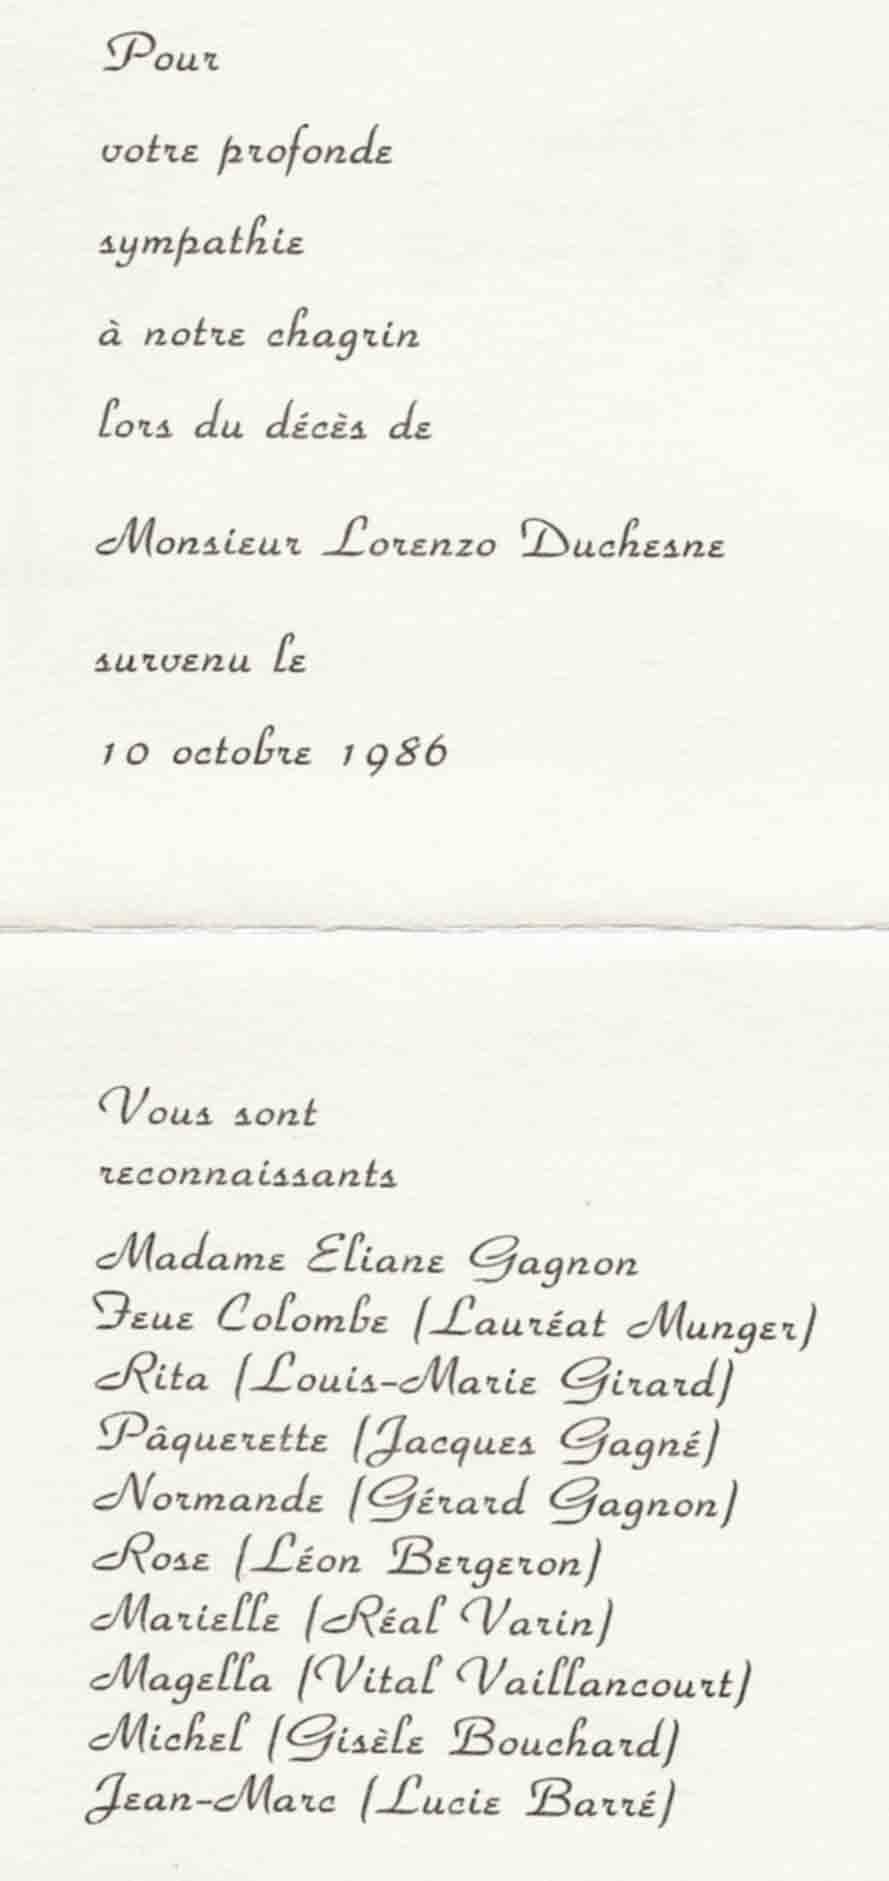 Pour
votre profonde
sympathie
à notre chagrin
lors du décès de
Monsieur Lorenzo Duchesne
survenu le
10 octobre 1986
Vous sont
reconnaissants
Madame Eliane Gagnon
Feue Colombe (Lauréat Munger)
Rita (Louis-Marie Girard)
Pâquerette (Jacques Gagné)
Normande (Gérard Gagnon)
Rose (Léon Bergeron)
Marielle (Réal Varin)
Magella (Vital Vaillancourt)
Michel (Gisèle Bouchard)
Jean-Marc (Lucie Barré)